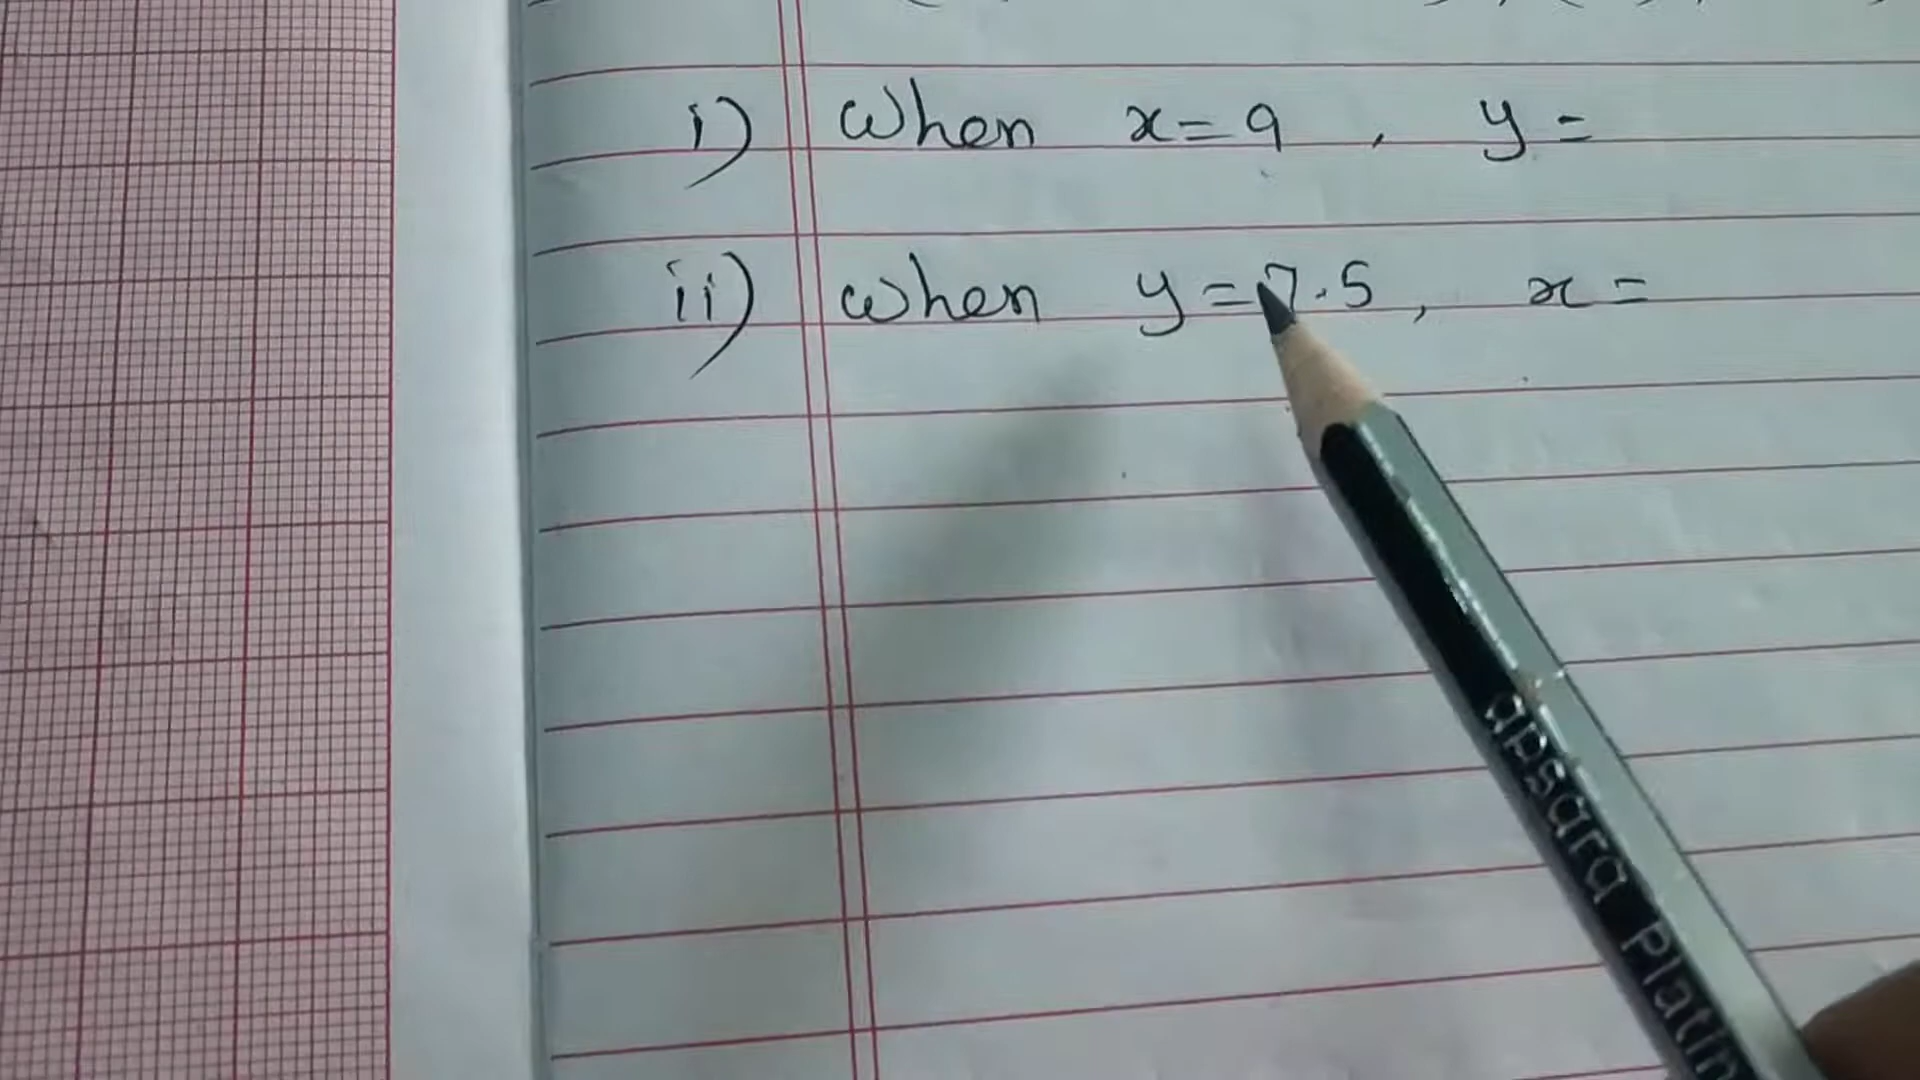 i) When x = 9 , y =
ii) When y = 7.5 , x =
apsara Platin